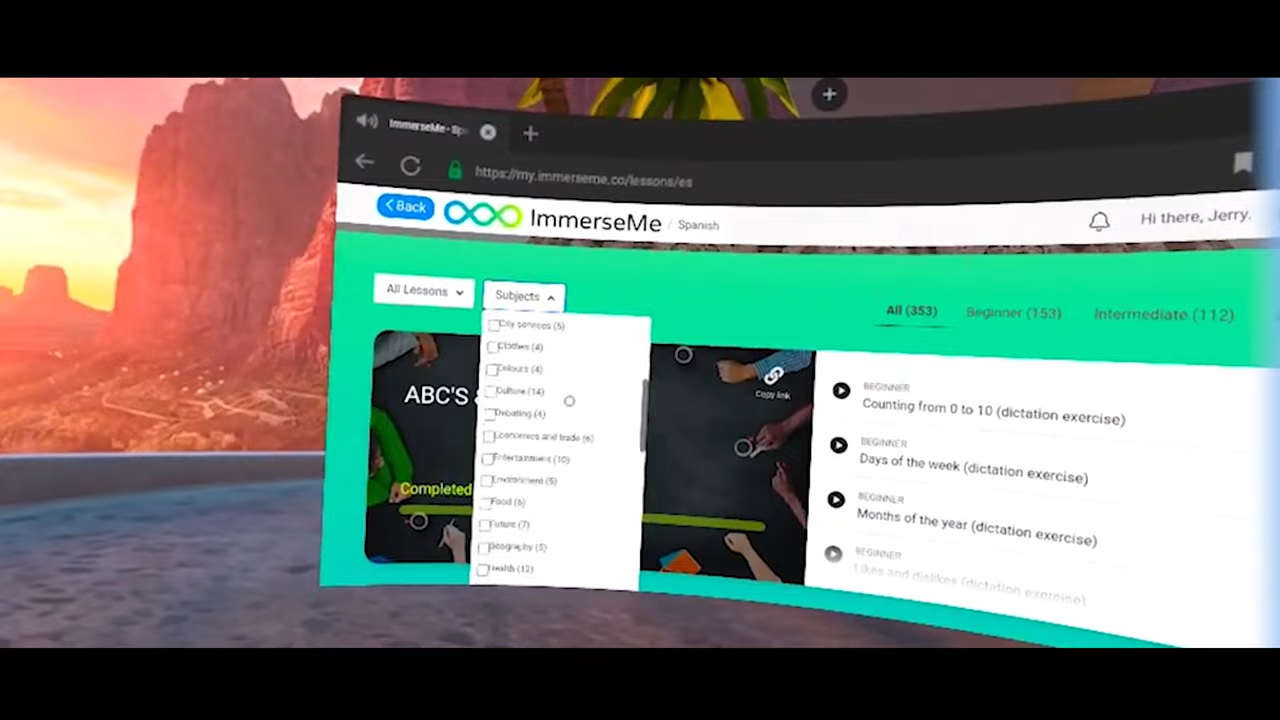 ImmerseMe - Sp
https://my.immerseme.co/lessons/es
Back
ImmerseMe / Spanish
Hi there, Jerry.
All Lessons
Subjects
All (353)
Beginner (153)
Intermediate (112)
City services (5)
Clothes (4)
Colours (4)
Culture (14)
Debating (4)
Economics and trade (6)
Entertainment (10)
Environment (5)
Food (6)
Future (7)
Geography (5)
Health (12)
ABC'S
Completed
Copy link
BEGINNER
Counting from 0 to 10 (dictation exercise)
BEGINNER
Days of the week (dictation exercise)
BEGINNER
Months of the year (dictation exercise)
BEGINNER
Likes and dislikes (dictation exercise)